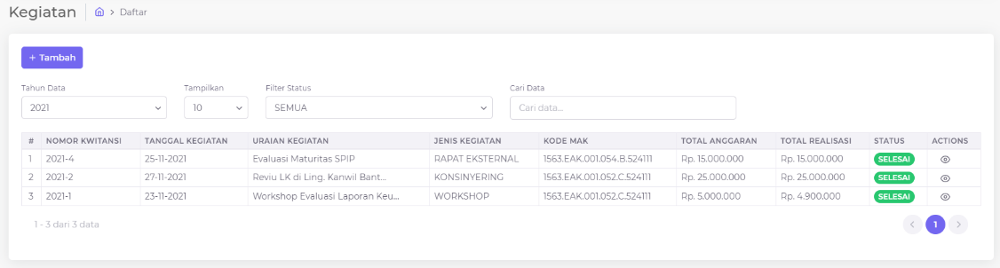 Kegiatan Daftar
+ Tambah
Tahun Data Tampilkan Filter Status Cari Data
2021 10 SEMUA Cari data...
# NOMOR KWITANSI TANGGAL KEGIATAN URAIAN KEGIATAN JENIS KEGIATAN KODE MAK TOTAL ANGGARAN TOTAL REALISASI STATUS ACTIONS
1 2021-4 25-11-2021 Evaluasi Maturitas SPIP RAPAT EKSTERNAL 1563.EAK.001.054.B.524111 Rp. 15.000.000 Rp. 15.000.000 SELESAI
2 2021-2 27-11-2021 Reviu LK di Ling. Kanwil Bant... KONSINYERING 1563.EAK.001.052.C.524111 Rp. 25.000.000 Rp. 25.000.000 SELESAI
3 2021-1 23-11-2021 Workshop Evaluasi Laporan Keu... WORKSHOP 1563.EAK.001.052.C.524111 Rp. 5.000.000 Rp. 4.900.000 SELESAI
1 - 3 dari 3 data 1